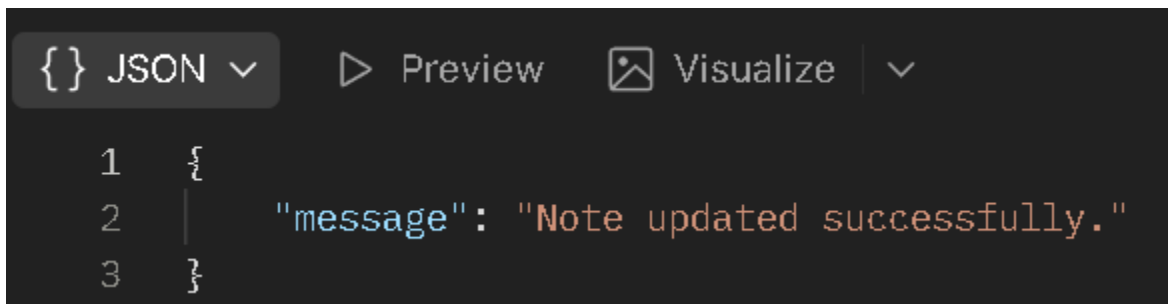 {} JSON Preview Visualize
1 {
2 "message": "Note updated successfully."
3 }